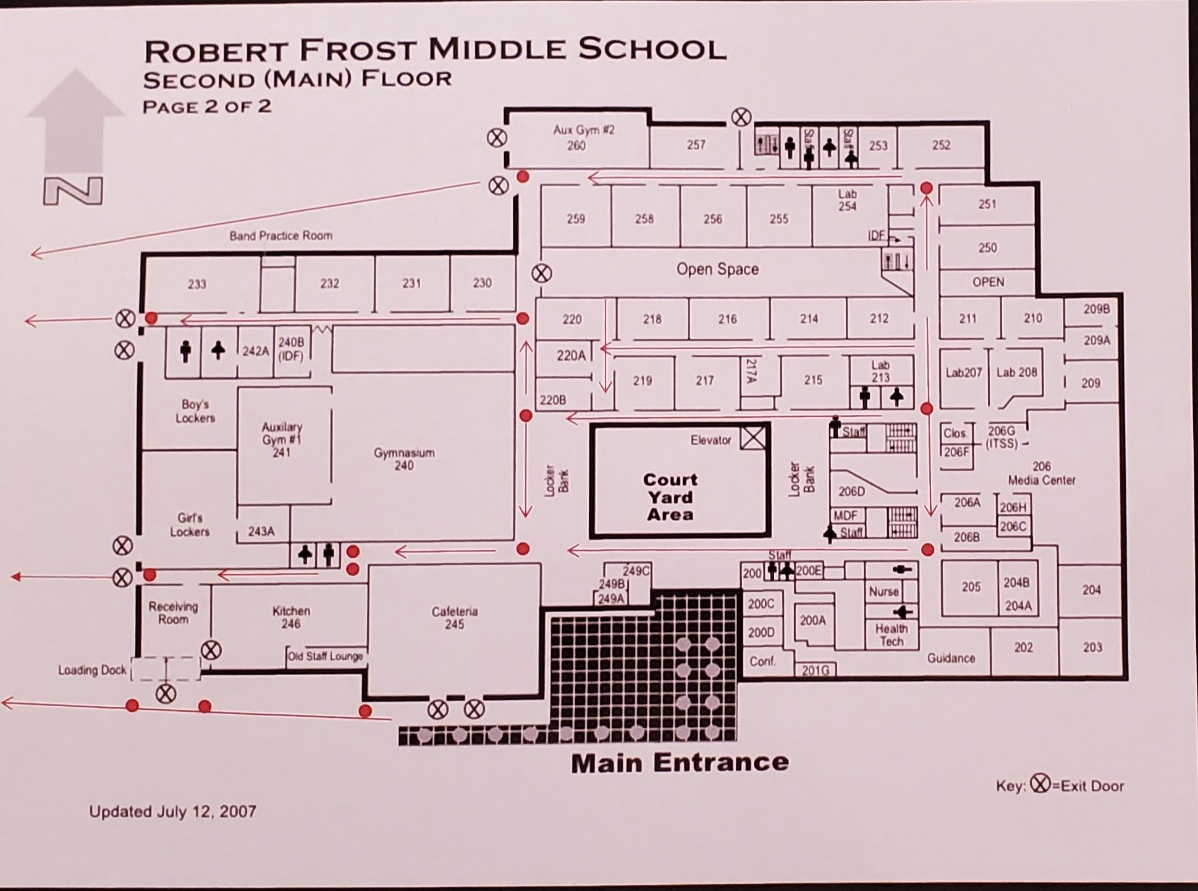 ROBERT FROST MIDDLE SCHOOL
SECOND (MAIN) FLOOR
PAGE 2 OF 2
N
Aux Gym #2
260
257
Staff
Staff
253
252
259
258
256
255
Lab
254
251
IDF
250
Band Practice Room
Open Space
OPEN
233
232
231
230
220
218
216
214
212
211
210
209B
209A
242A
240B
(IDF)
220A
219
217
217A
215
Lab
213
Lab207
Lab 208
209
220B
Boy's
Lockers
Auxilary
Gym #1
241
Gymnasium
240
Elevator
Staff
Clos.
206F
206G
(ITSS)
206
Media Center
Locker
Bank
Court
Yard
Area
Locker
Bank
206D
206A
206H
206C
206B
Girl's
Lockers
243A
MDF
Staff
Staff
249C
249B
249A
200
200E
Nurse
205
204B
204A
204
Receiving
Room
Kitchen
246
Cafeteria
245
200C
200A
200D
Health
Tech
Old Staff Lounge
Loading Dock
Conf.
201G
Guidance
202
203
Main Entrance
Key: =Exit Door
Updated July 12, 2007